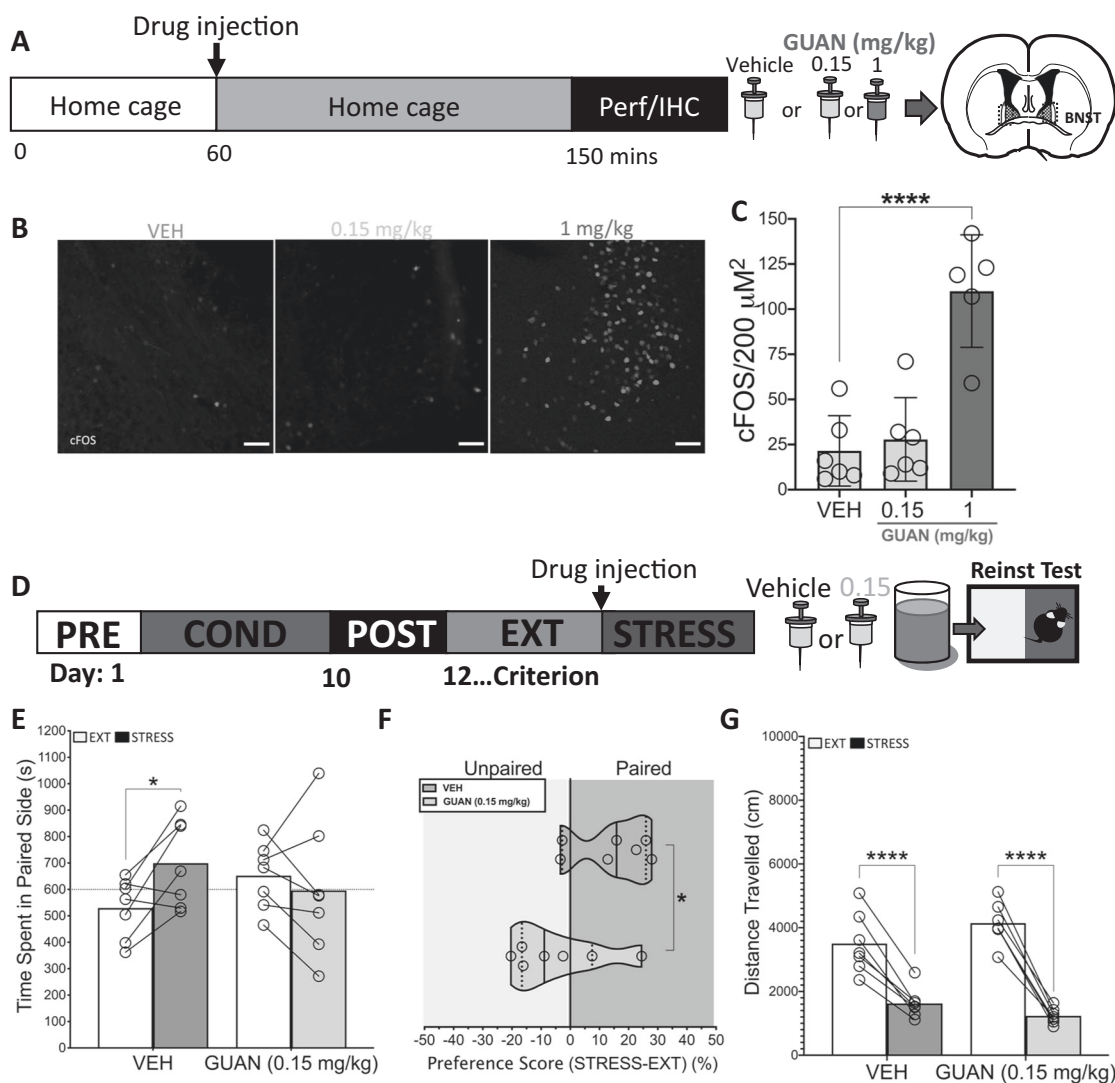 A
Drug injection
Home cage
Home cage
Perf/IHC
0
60
150 mins
GUAN (mg/kg)
Vehicle
0.15
1
or
or
BNST
B
VEH
0.15 mg/kg
1 mg/kg
cFOS
C
****
cFOS/200 µM²
150
125
100
75
50
25
0
VEH
0.15
1
GUAN (mg/kg)
D
Drug injection
PRE
COND
POST
EXT
STRESS
Day: 1
10
12...Criterion
Vehicle
0.15
or
Reinst Test
E
EXT
STRESS
Time Spent in Paired Side (s)
1200
1100
1000
900
800
700
600
500
400
300
200
100
0
*
VEH
GUAN (0.15 mg/kg)
F
Unpaired
Paired
VEH
GUAN (0.15 mg/kg)
*
-50
-40
-30
-20
-10
0
10
20
30
40
50
Preference Score (STRESS-EXT) (%)
G
EXT
STRESS
Distance Travelled (cm)
10000
8000
6000
4000
2000
0
****
****
VEH
GUAN (0.15 mg/kg)